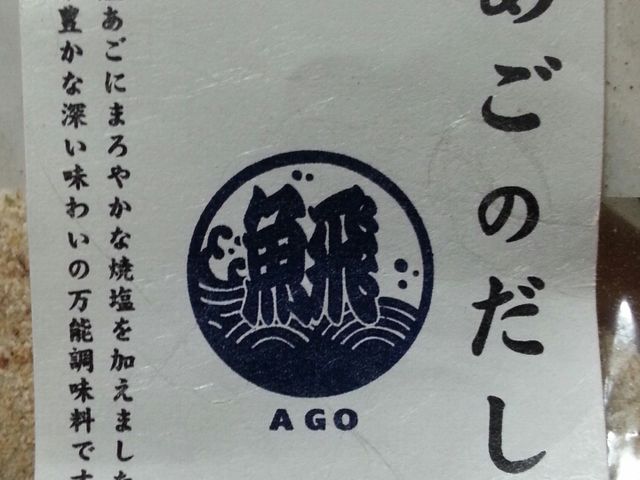 あごのだし
あごにまろやかな焼塩を加えました
豊かな深い味わいの万能調味料です
飛魚
AGO